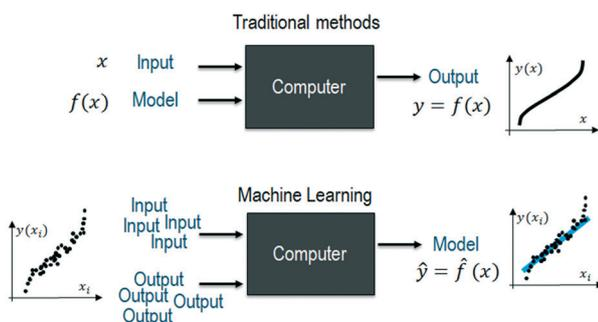 Traditional methods
x Input
f(x) Model
Computer
Output
y = f(x)
y(x)
x
Machine Learning
y(xᵢ)
xᵢ
Input
Input Input
Input
Output
Output Output
Output
Computer
Model
ŷ = f̂ (x)
y(xᵢ)
xᵢ